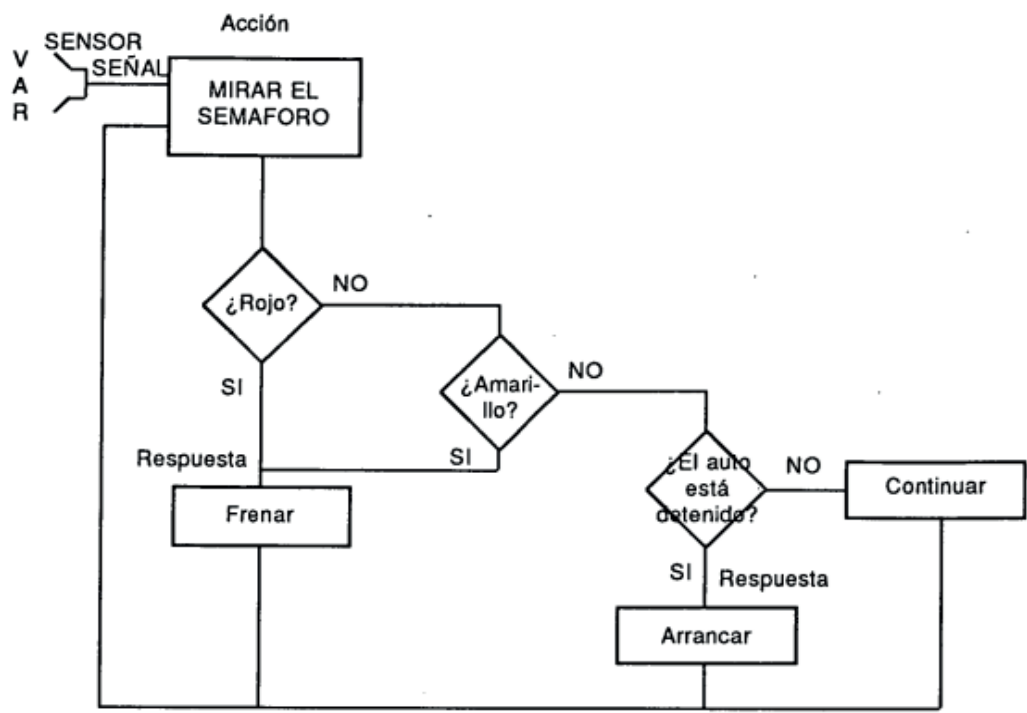 Acción
SENSOR
SEÑAL
V
A
R
MIRAR EL
SEMAFORO
¿Rojo?
NO
SI
¿Amari-
llo?
NO
SI
Respuesta
Frenar
¿El auto
está
detenido?
NO
Continuar
SI
Respuesta
Arrancar